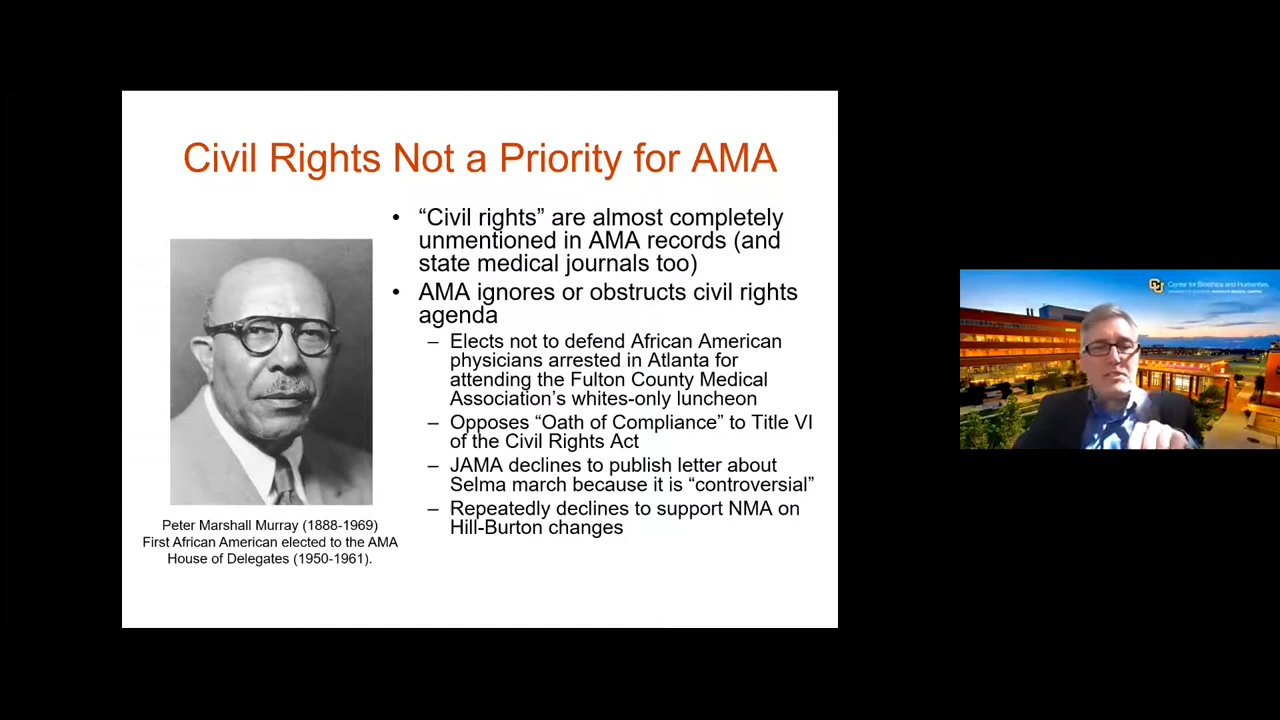 Civil Rights Not a Priority for AMA
• “Civil rights” are almost completely
unmentioned in AMA records (and
state medical journals too)
• AMA ignores or obstructs civil rights
agenda
– Elects not to defend African American
physicians arrested in Atlanta for
attending the Fulton County Medical
Association’s whites-only luncheon
– Opposes “Oath of Compliance” to Title VI
of the Civil Rights Act
– JAMA declines to publish letter about
Selma march because it is “controversial”
– Repeatedly declines to support NMA on
Hill-Burton changes
Peter Marshall Murray (1888-1969)
First African American elected to the AMA
House of Delegates (1950-1961).
Center for Bioethics and Humanities